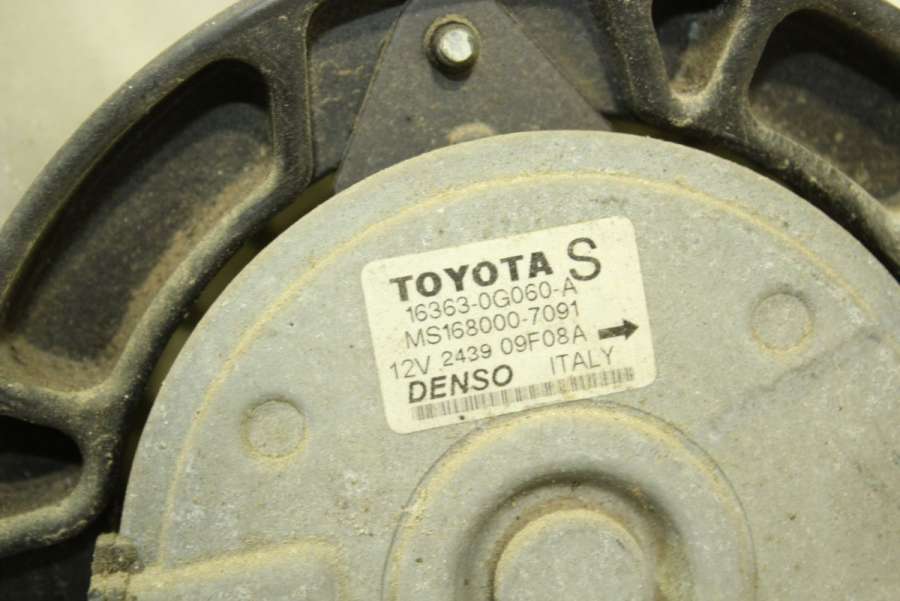 TOYOTA S
16363-0G060-A
MS168000-7091
12V 2439 09F08A
DENSO ITALY